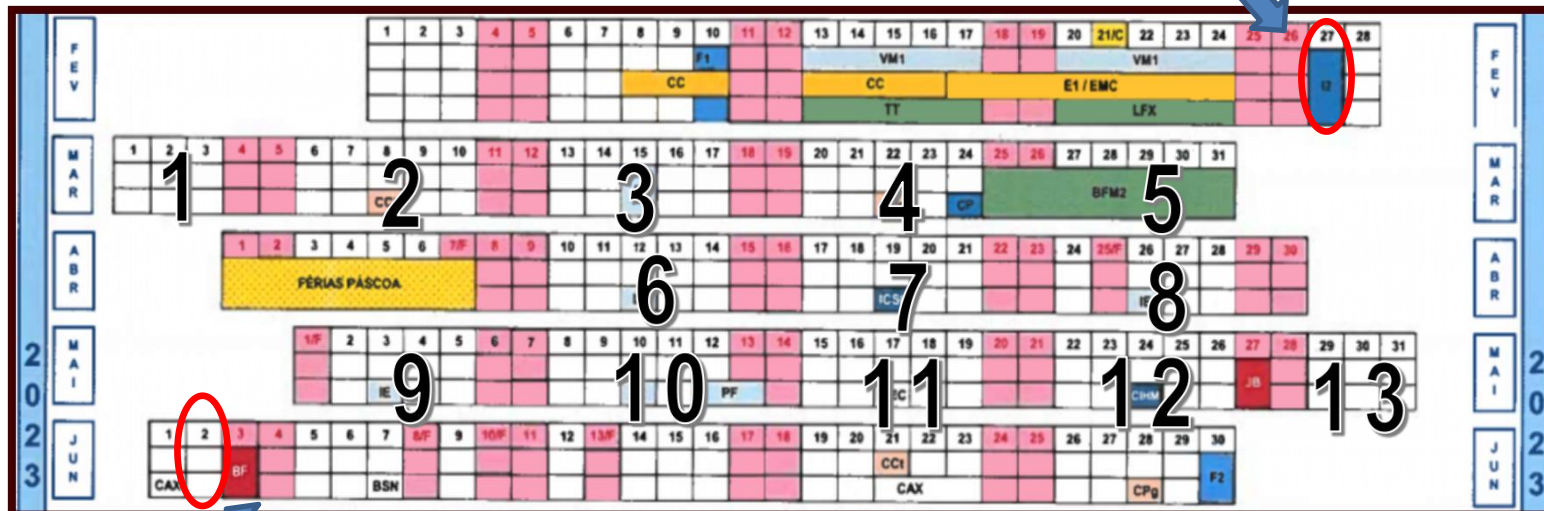 FEV 1 2 3 4 5 6 7 8 9 10 11 12 13 14 15 16 17 18 19 20 21/C 22 23 24 25 26 27 28 FEV
F1 VM1 VM1 I2
CC CC E1 / EMC
TT LFX
MAR 1 2 3 4 5 6 7 8 9 10 11 12 13 14 15 16 17 18 19 20 21 22 23 24 25 26 27 28 29 30 31 MAR
1 2 3 4 5
BFM2
CP
ABR 1 2 3 4 5 6 7/F 8 9 10 11 12 13 14 15 16 17 18 19 20 21 22 23 24 25/F 26 27 28 29 30 ABR
FÉRIAS PÁSCOA
6 7 8
MAI 1/F 2 3 4 5 6 7 8 9 10 11 12 13 14 15 16 17 18 19 20 21 22 23 24 25 26 27 28 29 30 31 MAI
9 10 11 12 13
IE PF CIHM JB
JUN 1 2 3 4 5 6 7 8/F 9 10/F 11 12 13/F 14 15 16 17 18 19 20 21 22 23 24 25 26 27 28 29 30 JUN
BF CCt F2
CAX BSN CAX CPg
2023 2023